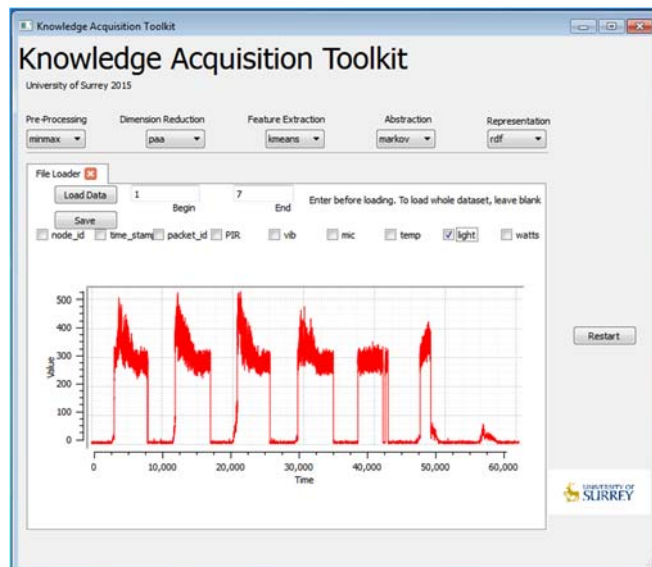 Knowledge Acquisition Toolkit
Knowledge Acquisition Toolkit
University of Surrey 2015
Pre-Processing Dimension Reduction Feature Extraction Abstraction Representation
minmax paa kmeans markov rdf
File Loader
Load Data 1 7 Enter before loading. To load whole dataset, leave blank
Begin End
Save
node_id time_stamp packet_id PIR vib mic temp light watts
500
400
300
200
100
0
Value
0 10,000 20,000 30,000 40,000 50,000 60,000
Time
Restart
UNIVERSITY OF
SURREY